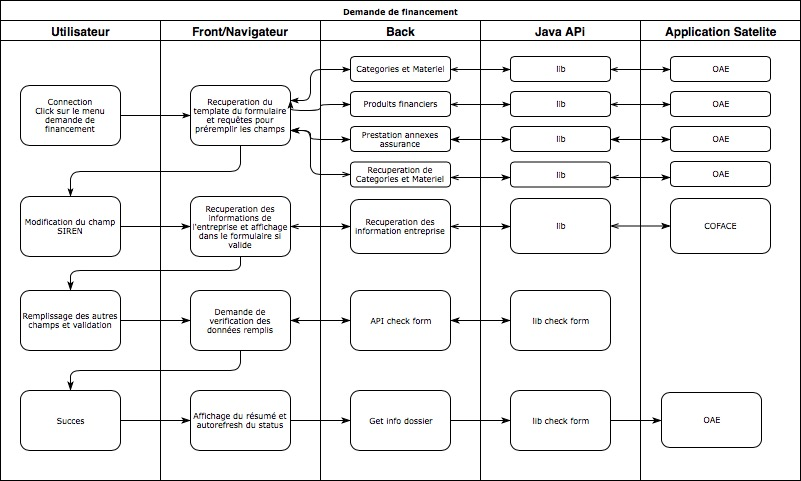 Demande de financement
Utilisateur
Front/Navigateur
Back
Java APi
Application Satelite
Connection
Click sur le menu
demande de
financement
Recuperation du
template du formulaire
et requêtes pour
préremplir les champs
Categories et Materiel
lib
OAE
Produits financiers
lib
OAE
Prestation annexes
assurance
lib
OAE
Recuperation de
Categories et Materiel
lib
OAE
Modification du champ
SIREN
Recuperation des
informations de
l'entreprise et affichage
dans le formulaire si
valide
Recuperation des
information entreprise
lib
COFACE
Remplissage des autres
champs et validation
Demande de
verification des
données remplis
API check form
lib check form
Succes
Affichage du résumé et
autorefresh du status
Get info dossier
lib check form
OAE